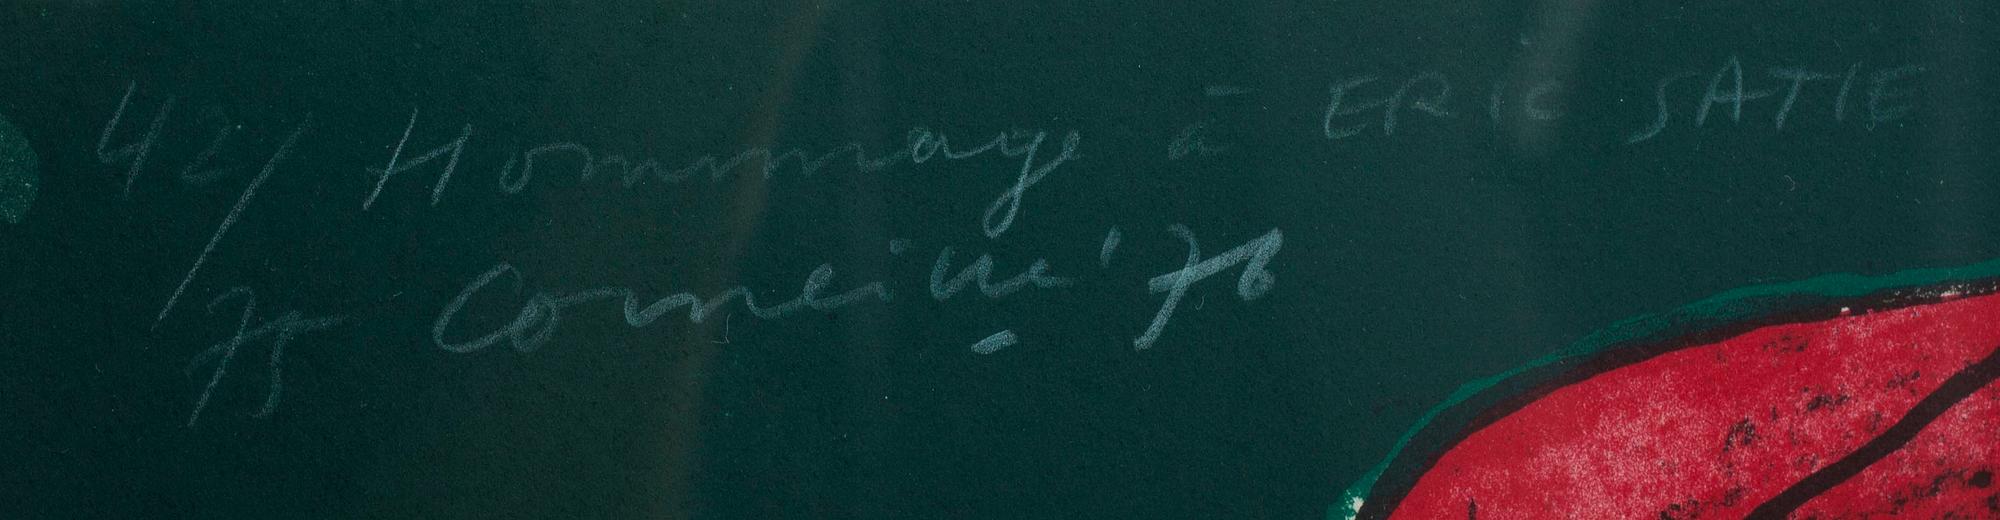 42/75 Hommage à ERIC SATIE
Corneille '76